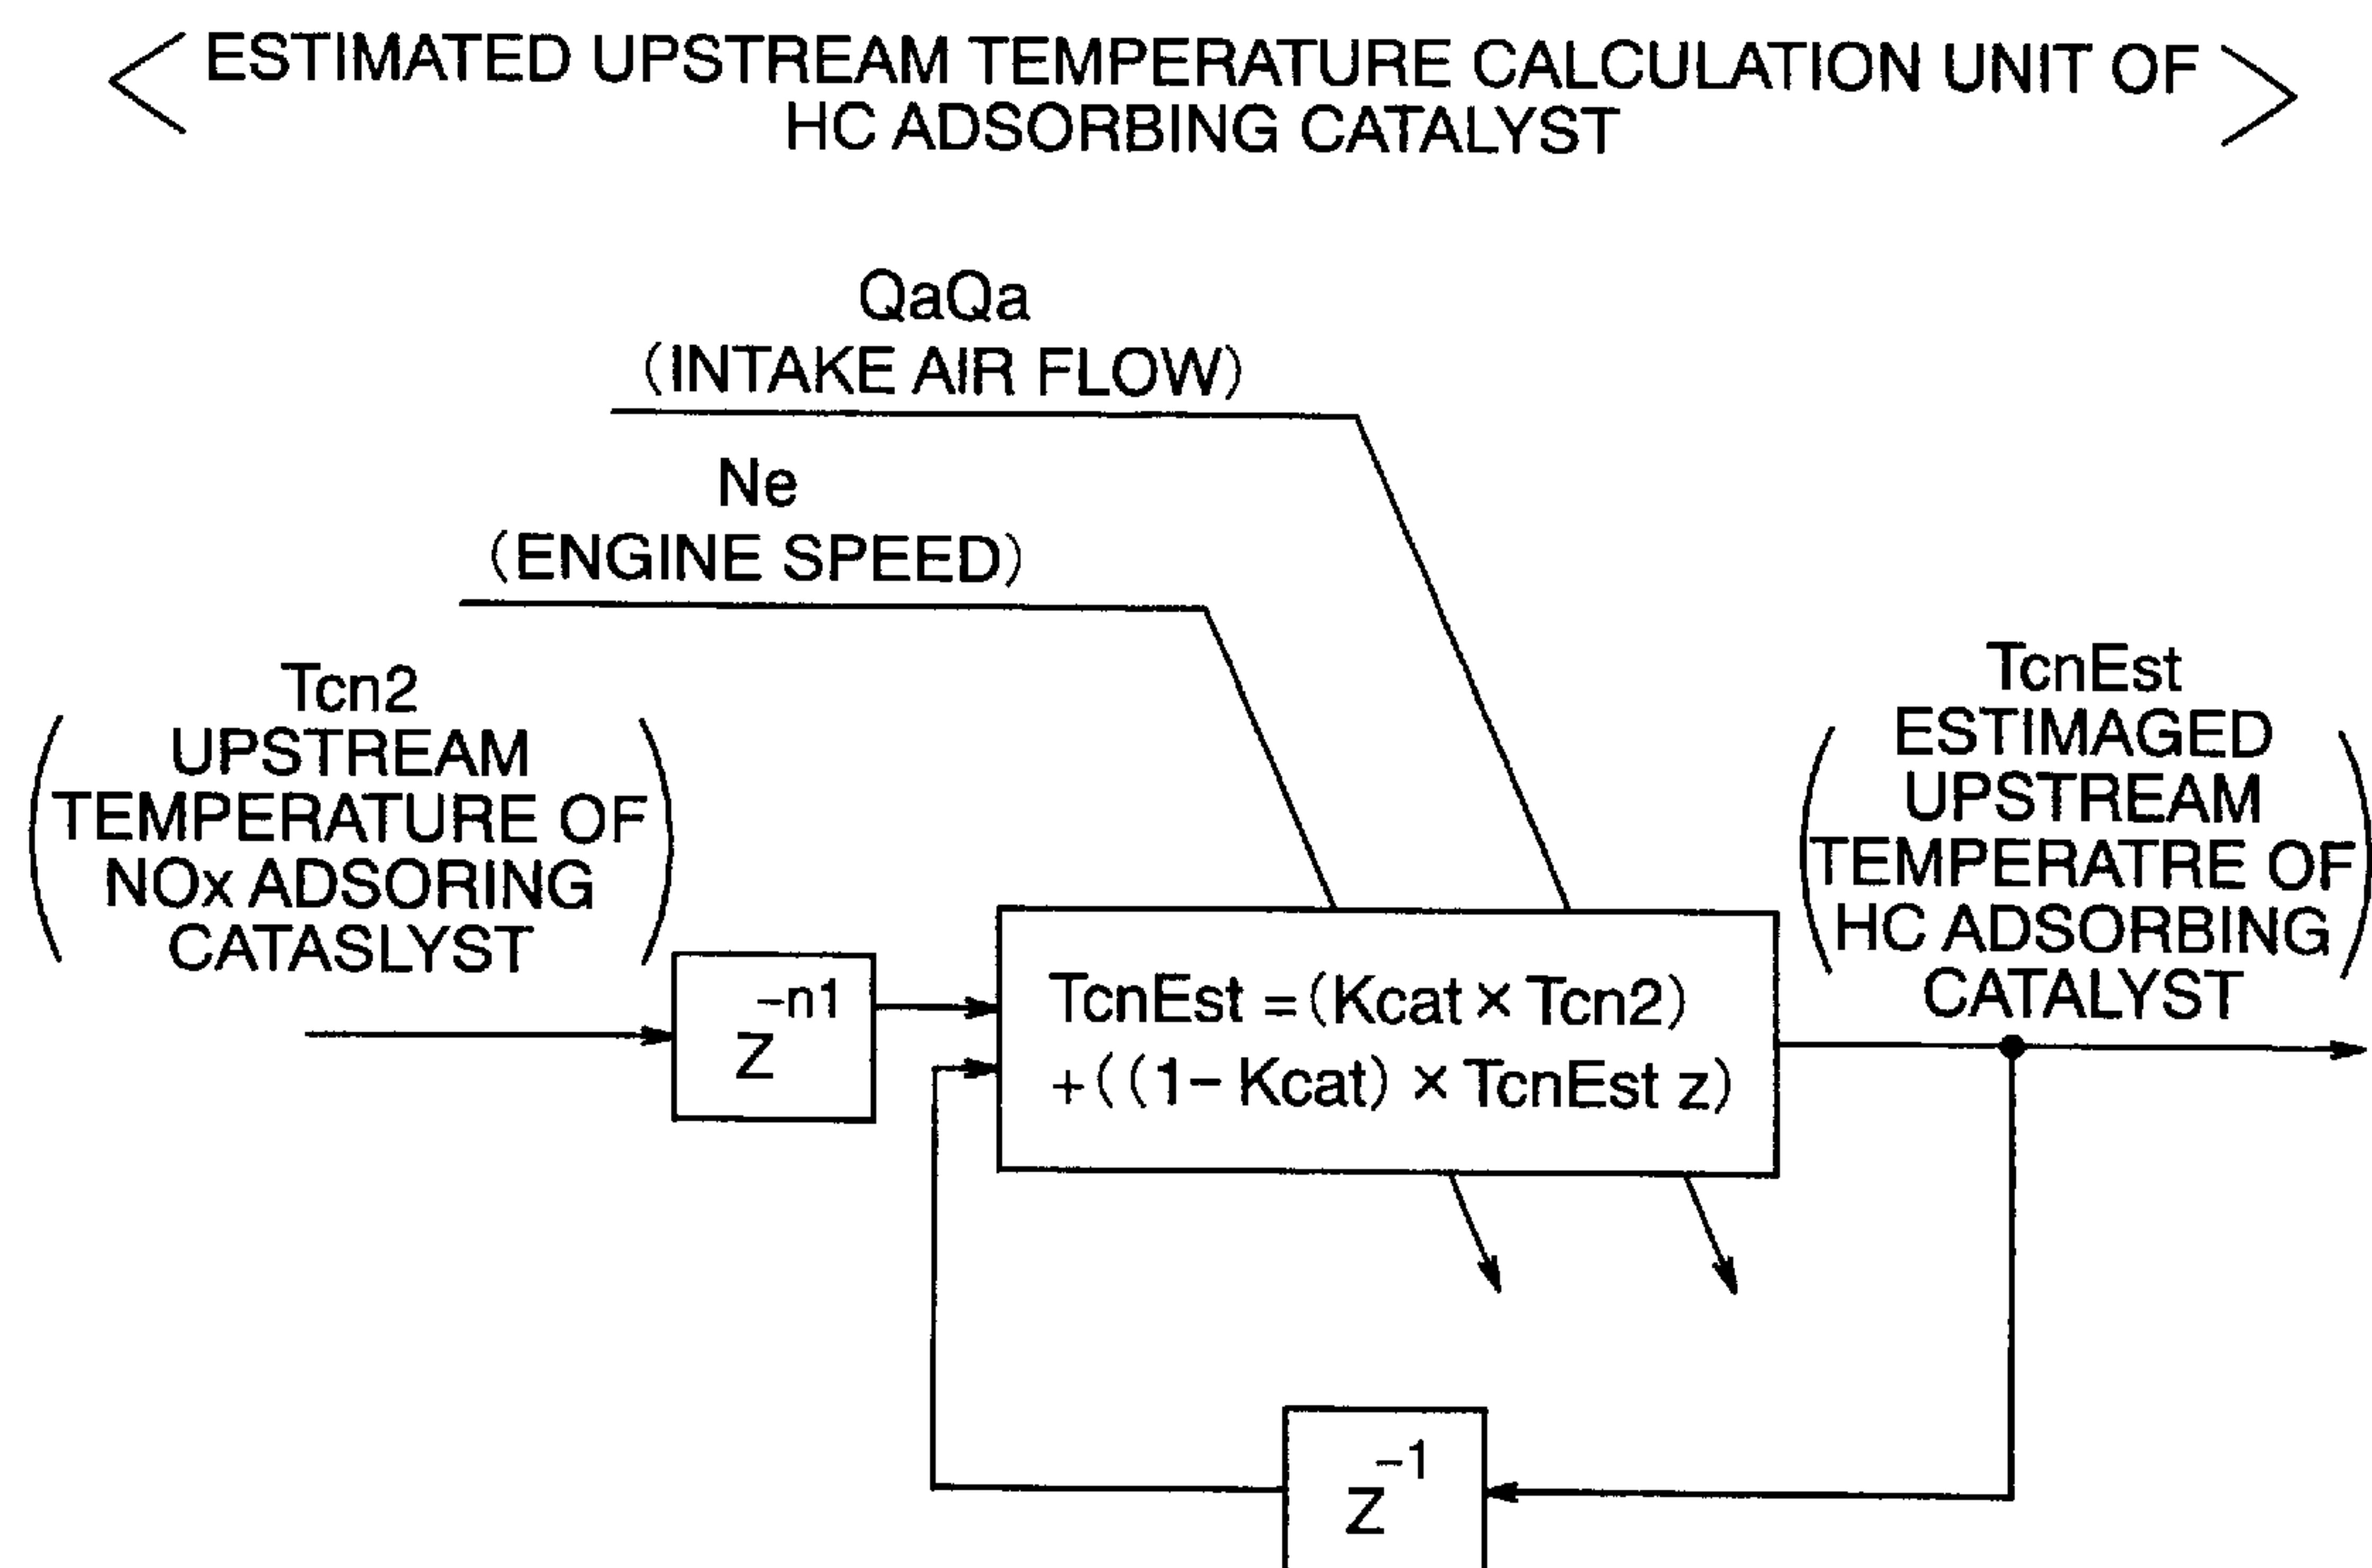 ESTIMATED UPSTREAM TEMPERATURE CALCULATION UNIT OF
HC ADSORBING CATALYST
QaQa
(INTAKE AIR FLOW)
Ne
(ENGINE SPEED)
Tcn2
UPSTREAM
TEMPERATURE OF
NOx ADSORING
CATASLYST
TcnEst
ESTIMAGED
UPSTREAM
TEMPERATRE OF
HC ADSORBING
CATALYST
z^-n1
TcnEst = (Kcat × Tcn2)
+((1- Kcat) × TcnEst z)
z^-1